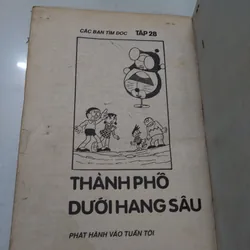 CÁC BẠN TÌM ĐỌC TẬP 28
THÀNH PHỐ
DƯỚI HANG SÂU
PHÁT HÀNH VÀO TUẦN TỚI